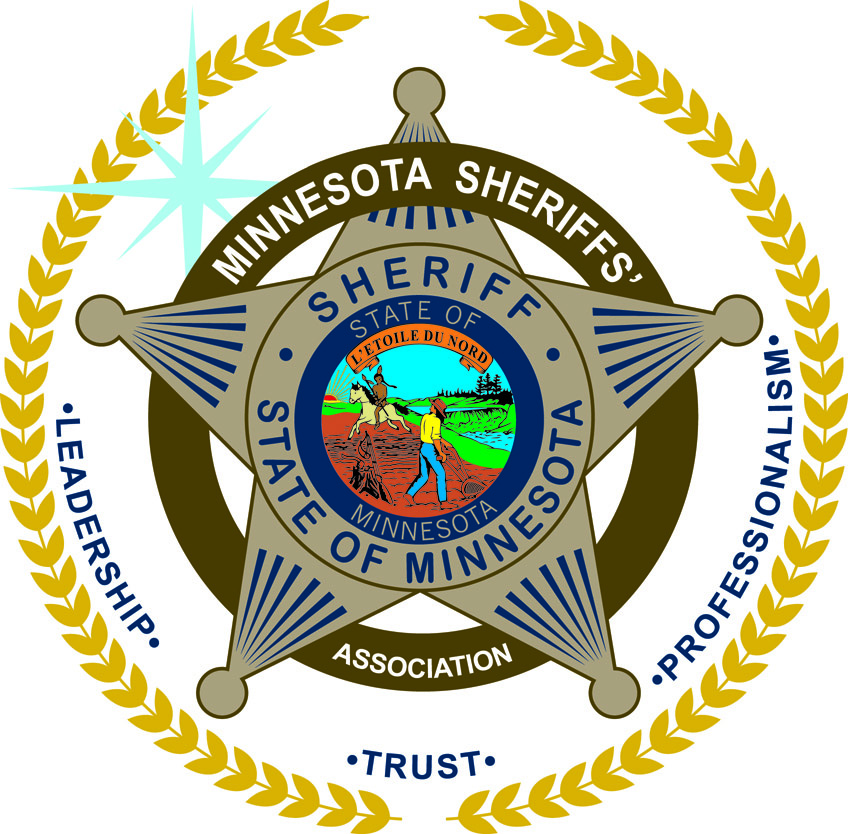 MINNESOTA SHERIFFS'
SHERIFF
STATE OF
L'ETOILE DU NORD
MINNESOTA
STATE OF MINNESOTA
ASSOCIATION
•LEADERSHIP•
•TRUST•
•PROFESSIONALISM•